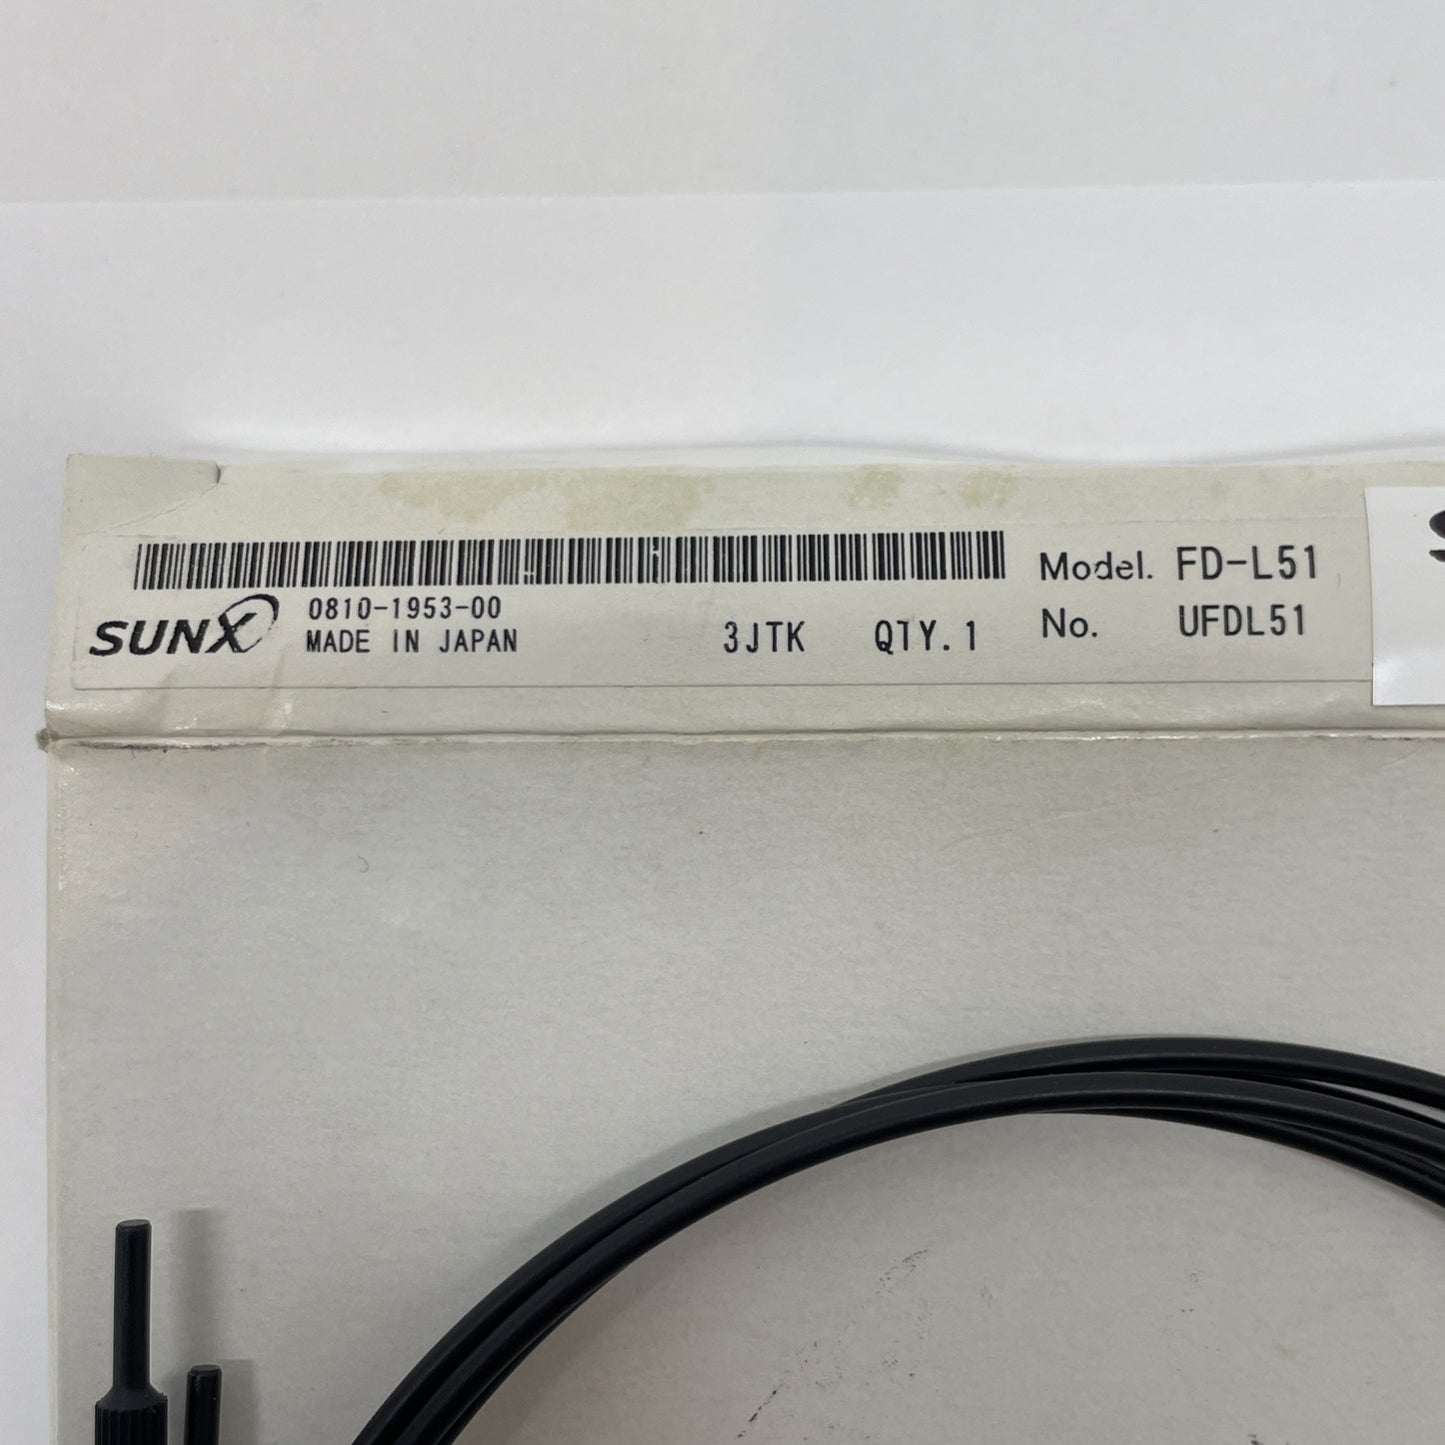 SUNX
0810-1953-00
MADE IN JAPAN
3JTK QTY. 1
Model. FD-L51
No. UFDL51